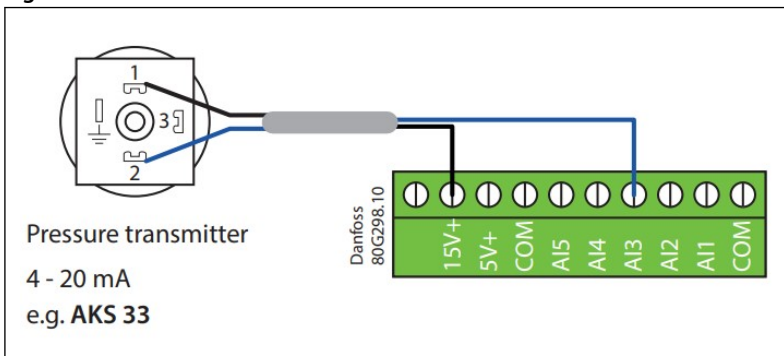 1
3
2
Pressure transmitter
4 - 20 mA
e.g. AKS 33
Danfoss
80G298.10
15V+
5V+
COM
AI5
AI4
AI3
AI2
AI1
COM